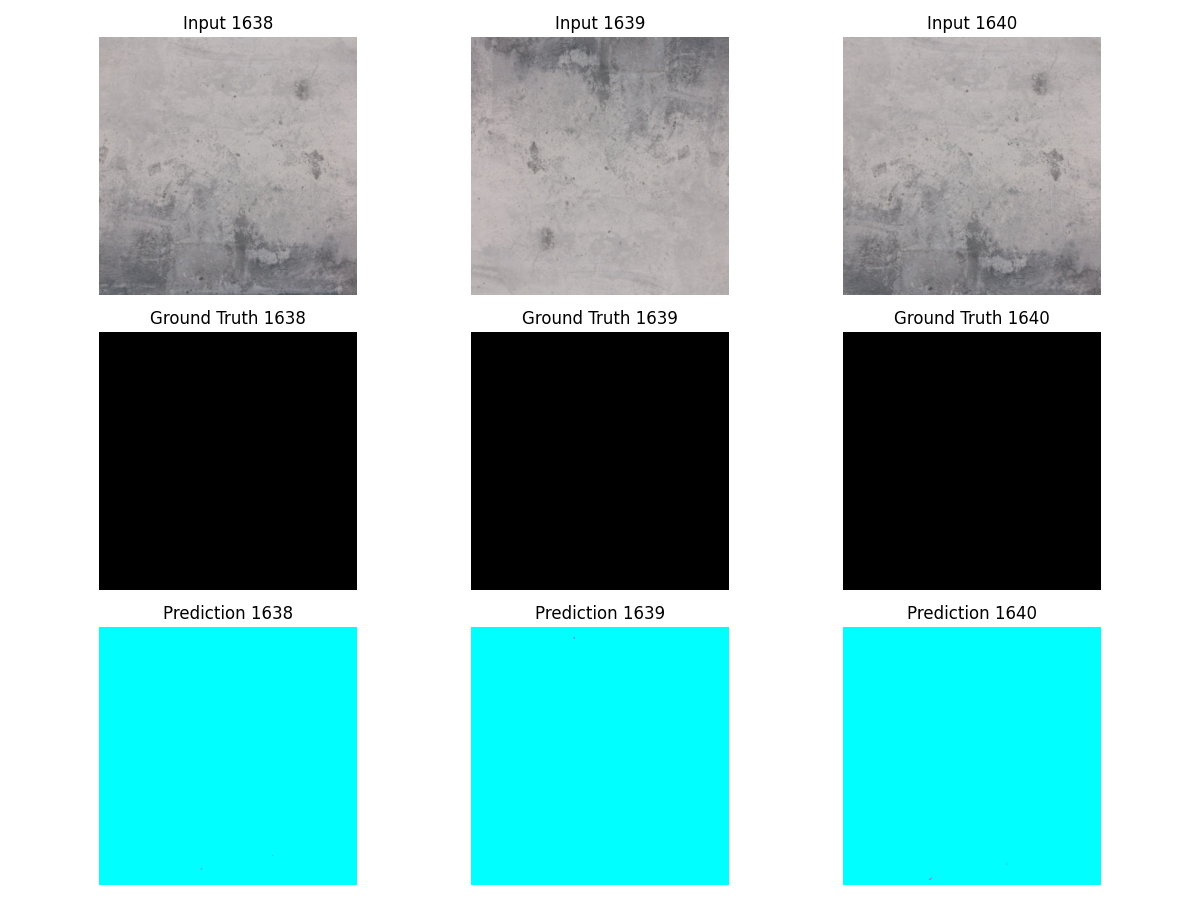 Input 1638
Input 1639
Input 1640
Ground Truth 1638
Ground Truth 1639
Ground Truth 1640
Prediction 1638
Prediction 1639
Prediction 1640